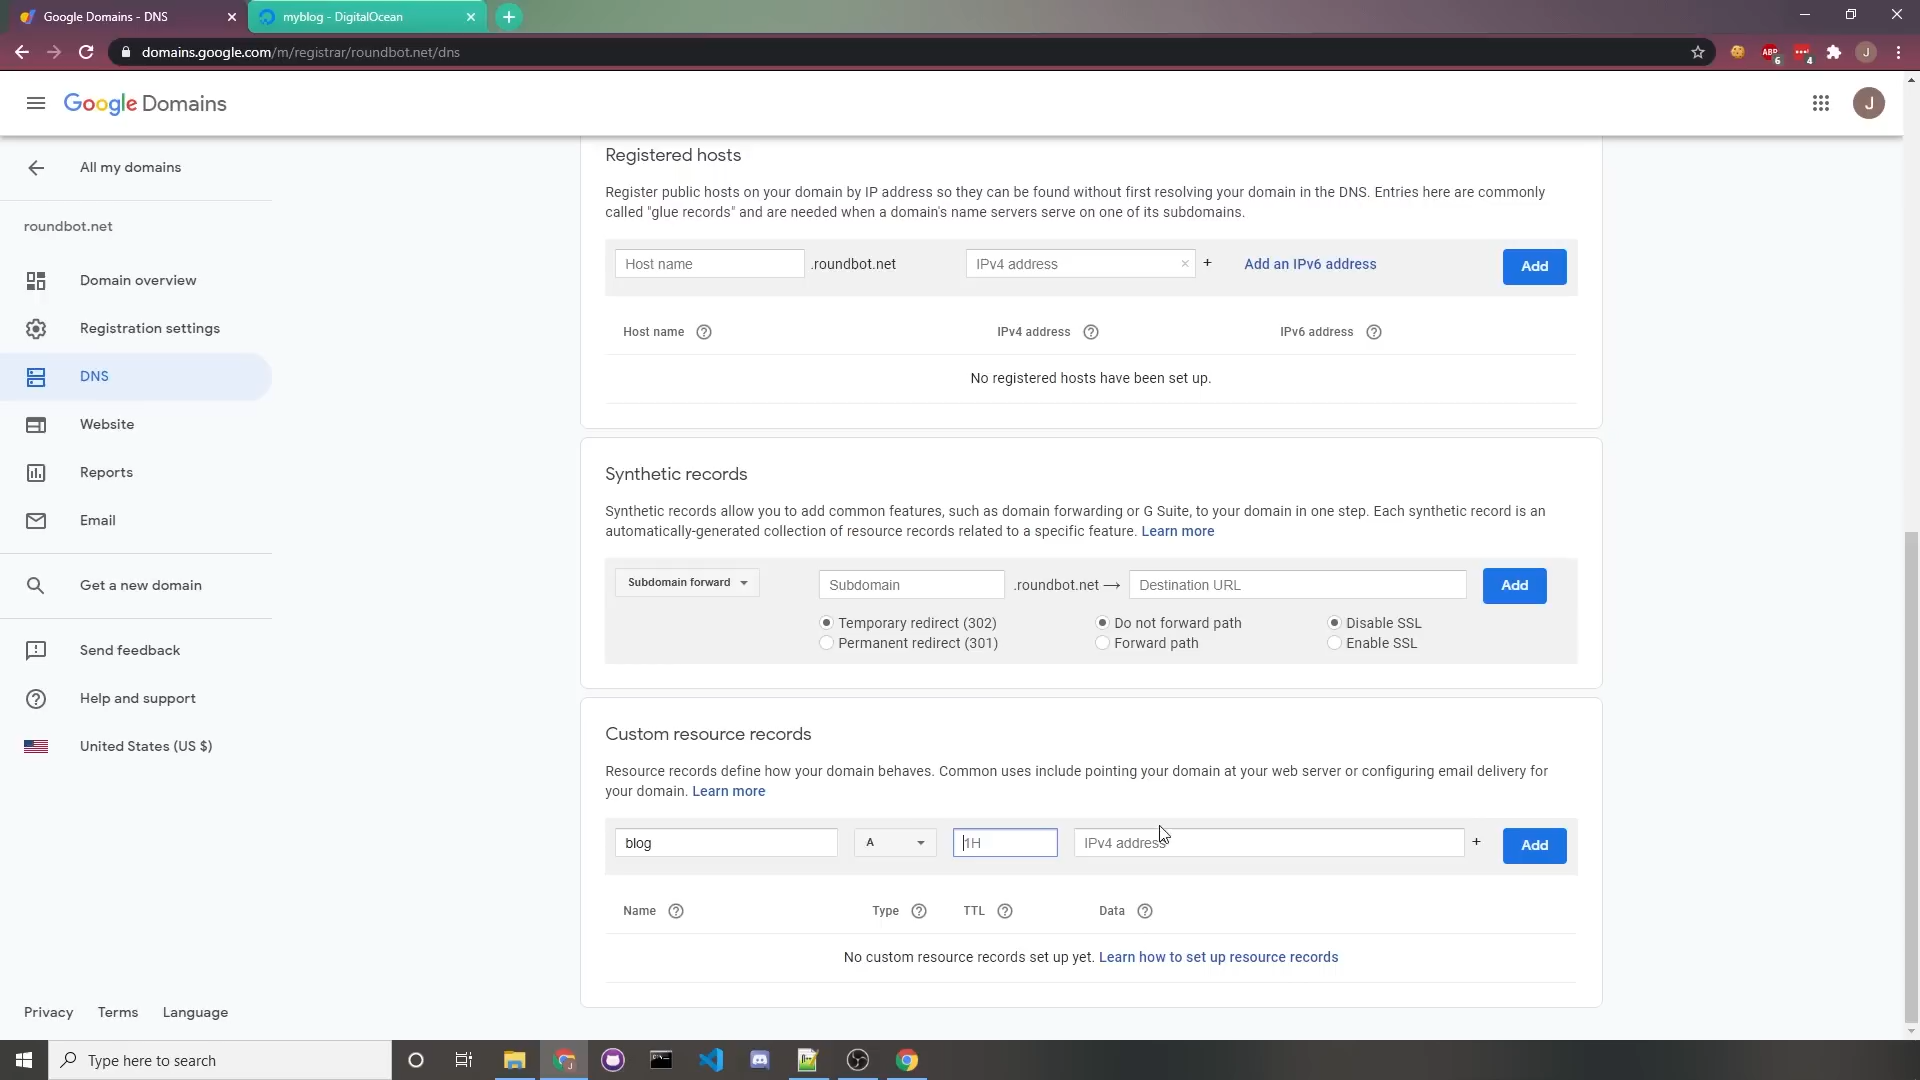 Google Domains - DNS
myblog - DigitalOcean
domains.google.com/m/registrar/roundbot.net/dns
ABP
6
4
J
Google Domains
J
All my domains
roundbot.net
Domain overview
Registration settings
DNS
Website
Reports
Email
Get a new domain
Send feedback
Help and support
United States (US $)
Privacy Terms Language
Registered hosts
Register public hosts on your domain by IP address so they can be found without first resolving your domain in the DNS. Entries here are commonly
called "glue records" and are needed when a domain's name servers serve on one of its subdomains.
Host name .roundbot.net IPv4 address × + Add an IPv6 address Add
Host name ? IPv4 address ? IPv6 address ?
No registered hosts have been set up.
Synthetic records
Synthetic records allow you to add common features, such as domain forwarding or G Suite, to your domain in one step. Each synthetic record is an
automatically-generated collection of resource records related to a specific feature. Learn more
Subdomain forward Subdomain .roundbot.net → Destination URL Add
Temporary redirect (302) Do not forward path Disable SSL
Permanent redirect (301) Forward path Enable SSL
Custom resource records
Resource records define how your domain behaves. Common uses include pointing your domain at your web server or configuring email delivery for
your domain. Learn more
blog A 1H IPv4 address + Add
Name ? Type ? TTL ? Data ?
No custom resource records set up yet. Learn how to set up resource records
Type here to search